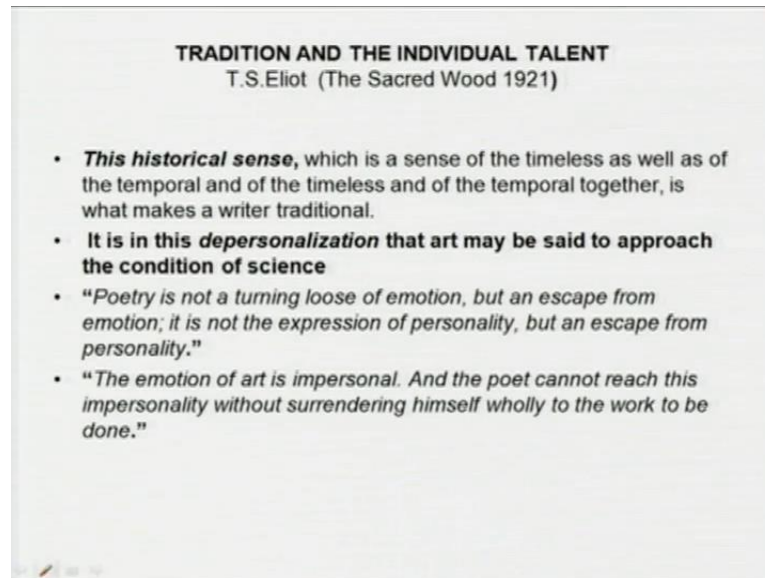 TRADITION AND THE INDIVIDUAL TALENT
T.S.Eliot (The Sacred Wood 1921)
• This historical sense, which is a sense of the timeless as well as of
the temporal and of the timeless and of the temporal together, is
what makes a writer traditional.
• It is in this depersonalization that art may be said to approach
the condition of science
• “Poetry is not a turning loose of emotion, but an escape from
emotion; it is not the expression of personality, but an escape from
personality.”
• “The emotion of art is impersonal. And the poet cannot reach this
impersonality without surrendering himself wholly to the work to be
done.”